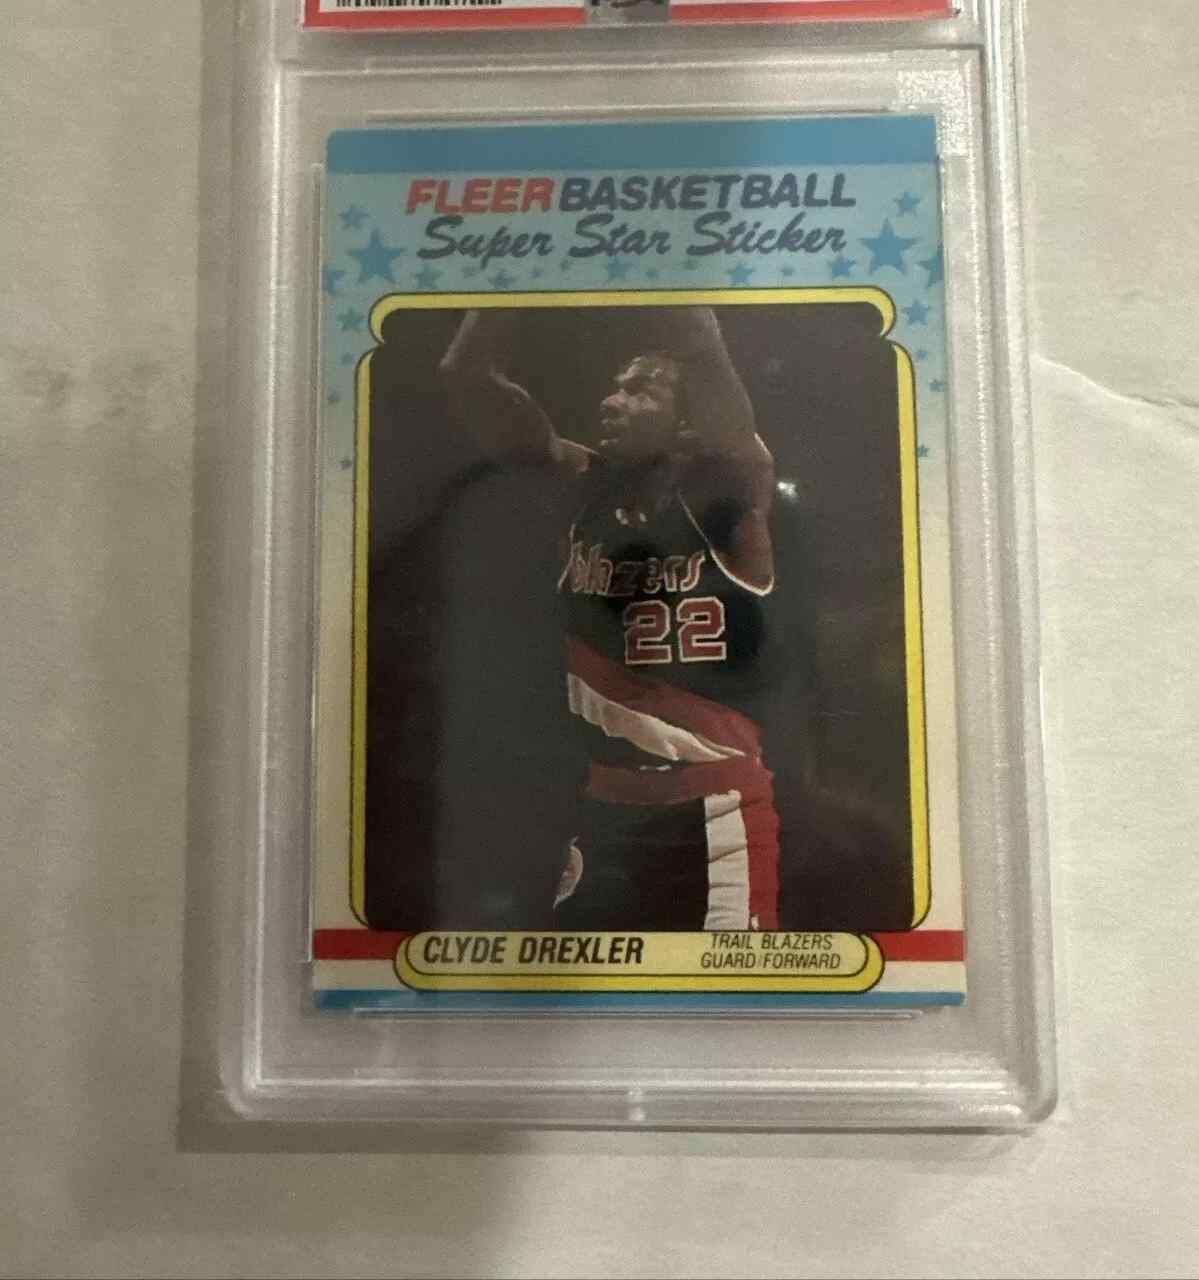 FLEER BASKETBALL
Super Star Sticker
blazers
22
CLYDE DREXLER
TRAIL BLAZERS
GUARD/FORWARD